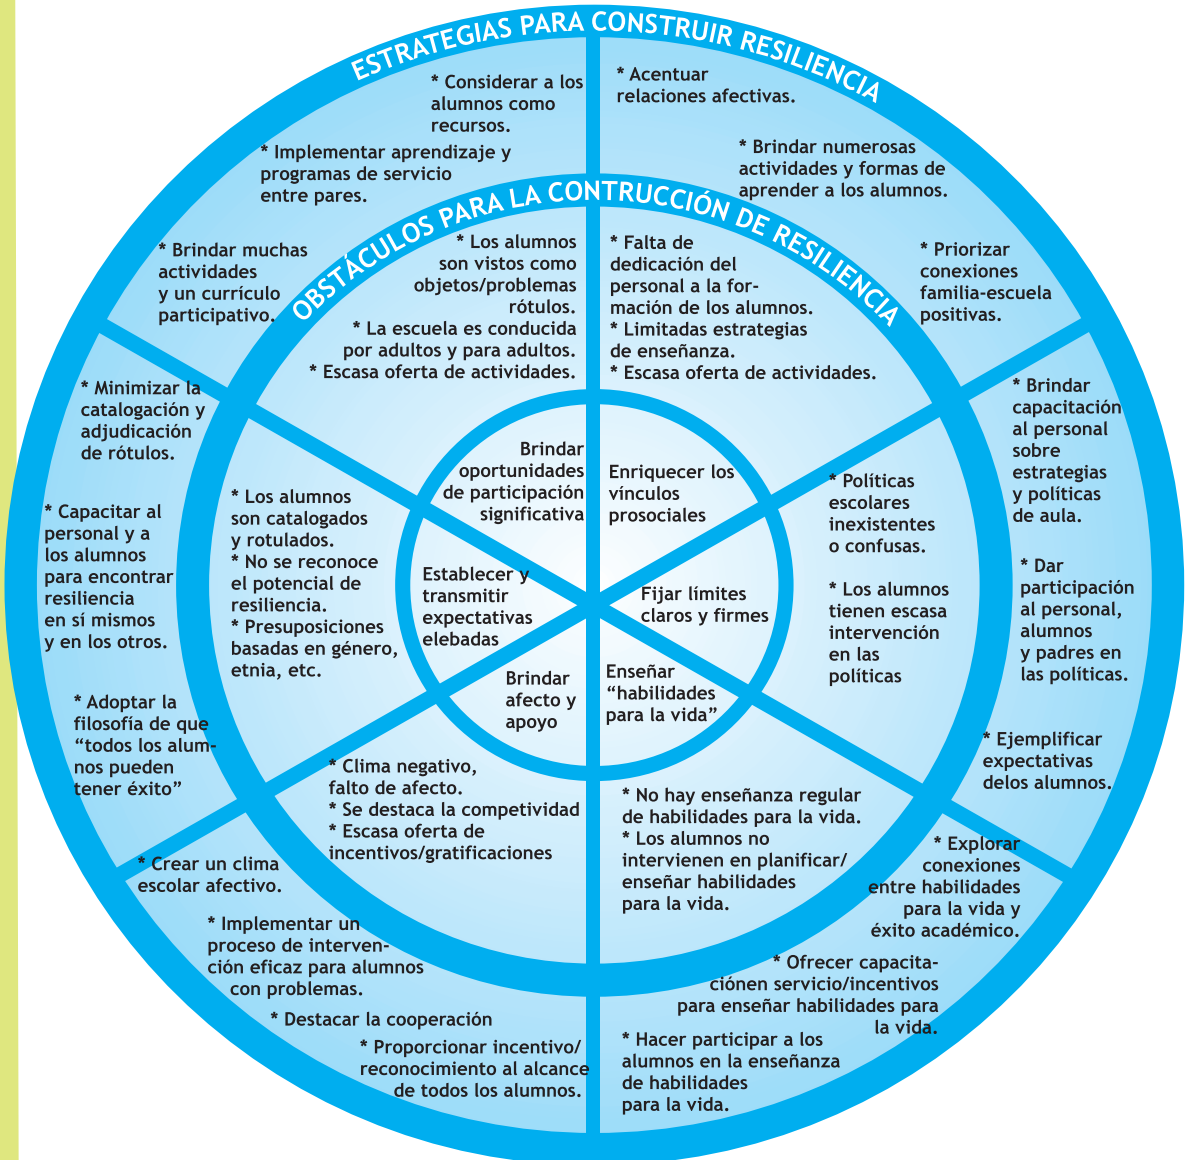 ESTRATEGIAS PARA CONSTRUIR RESILIENCIA
* Considerar a los
alumnos como
recursos.
* Implementar aprendizaje y
programas de servicio
entre pares.
* Brindar muchas
actividades
y un currículo
participativo.
* Acentuar
relaciones afectivas.
* Brindar numerosas
actividades y formas de
aprender a los alumnos.
* Priorizar
conexiones
familia-escuela
positivas.
OBSTÁCULOS PARA LA CONTRUCCIÓN DE RESILIENCIA
* Los alumnos
son vistos como
objetos/problemas
rótulos.
* La escuela es conducida
por adultos y para adultos.
* Escasa oferta de actividades.
* Falta de
dedicación del
personal a la for-
mación de los alumnos.
* Limitadas estrategias
de enseñanza.
* Escasa oferta de actividades.
* Minimizar la
catalogación y
adjudicación
de rótulos.
* Capacitar al
personal y a
los alumnos
para encontrar
resiliencia
en sí mismos
y en los otros.
* Adoptar la
filosofía de que
“todos los alum-
nos pueden
tener éxito”
* Los alumnos
son catalogados
y rotulados.
* No se reconoce
el potencial de
resiliencia.
* Presuposiciones
basadas en género,
etnia, etc.
Brindar
oportunidades
de participación
significativa
Enriquecer los
vínculos
prosociales
Establecer y
transmitir
expectativas
elebadas
Fijar límites
claros y firmes
Brindar
afecto y
apoyo
Enseñar
“habilidades
para la vida”
* Políticas
escolares
inexistentes
o confusas.
* Los alumnos
tienen escasa
intervención
en las
políticas
* Brindar
capacitación
al personal
sobre
estrategias
y políticas
de aula.
* Dar
participación
al personal,
alumnos
y padres en
las políticas.
* Ejemplificar
expectativas
delos alumnos.
* Clima negativo,
falto de afecto.
* Se destaca la competividad
* Escasa oferta de
incentivos/gratificaciones
* No hay enseñanza regular
de habilidades para la vida.
* Los alumnos no
intervienen en planificar/
enseñar habilidades
para la vida.
* Crear un clima
escolar afectivo.
* Implementar un
proceso de interven-
ción eficaz para alumnos
con problemas.
* Destacar la cooperación
* Proporcionar incentivo/
reconocimiento al alcance
de todos los alumnos.
* Explorar
conexiones
entre habilidades
para la vida y
éxito académico.
* Ofrecer capacita-
ciónen servicio/incentivos
para enseñar habilidades para
la vida.
* Hacer participar a los
alumnos en la enseñanza
de habilidades
para la vida.